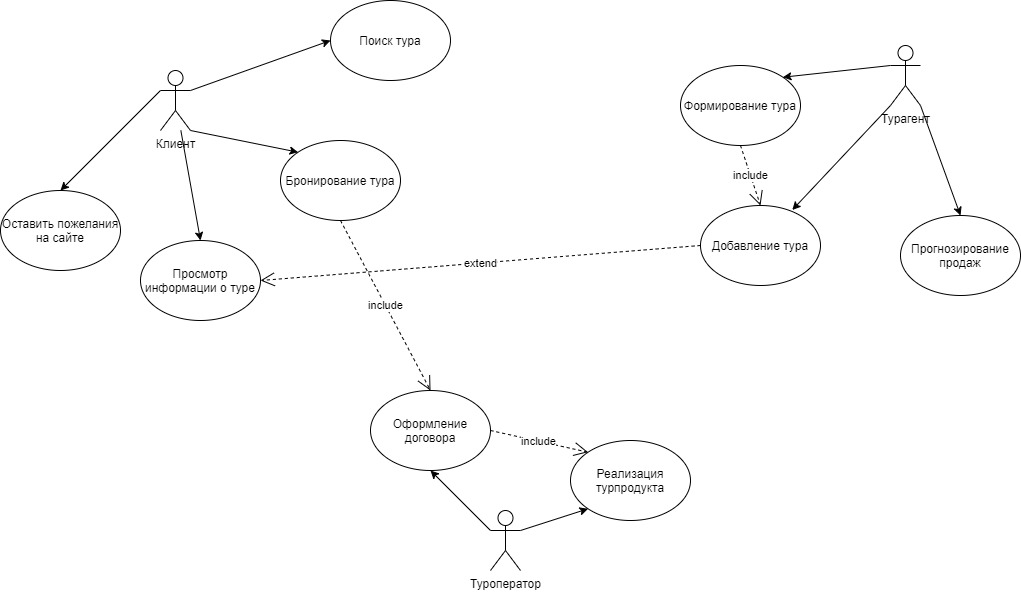 Поиск тура
Клиент
Формирование тура
Турагент
Бронирование тура
include
Оставить пожелания
на сайте
Просмотр
информации о туре
extend
Добавление тура
Прогнозирование
продаж
include
Оформление
договора
include
Реализация
турпродукта
Туроператор